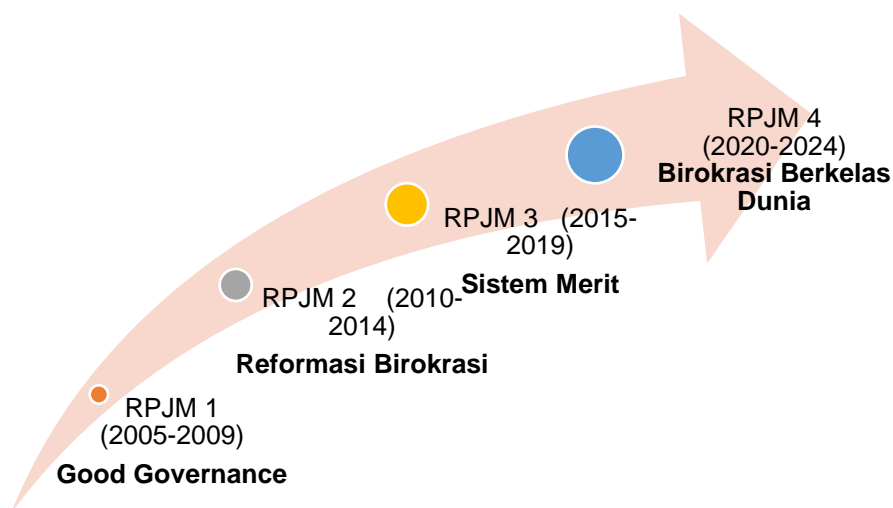 RPJM 1
(2005-2009)
Good Governance
RPJM 2 (2010-
2014)
Reformasi Birokrasi
RPJM 3 (2015-
2019)
Sistem Merit
RPJM 4
(2020-2024)
Birokrasi Berkelas
Dunia